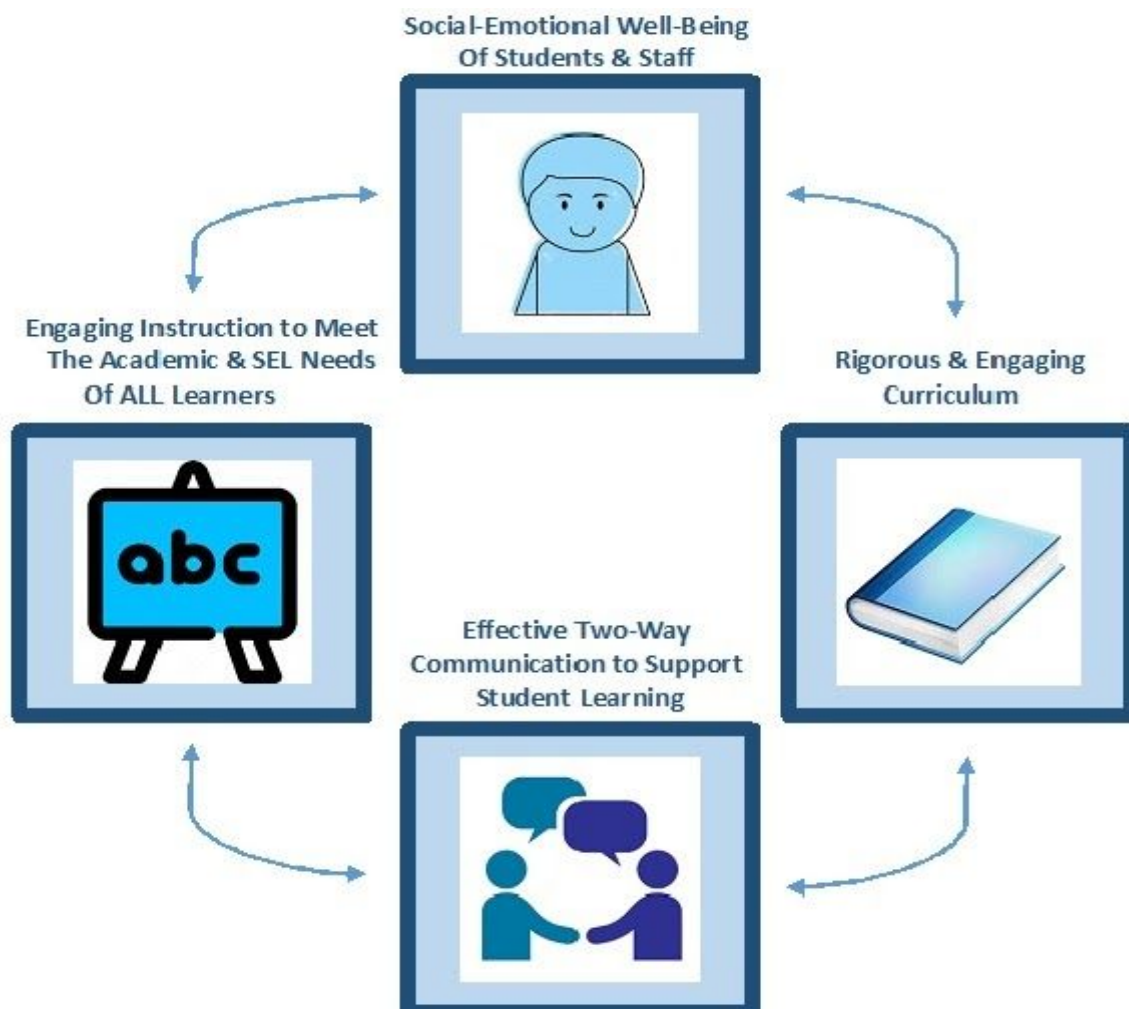 Social-Emotional Well-Being
Of Students & Staff
Engaging Instruction to Meet
The Academic & SEL Needs
Of ALL Learners
Rigorous & Engaging
Curriculum
abc
Effective Two-Way
Communication to Support
Student Learning